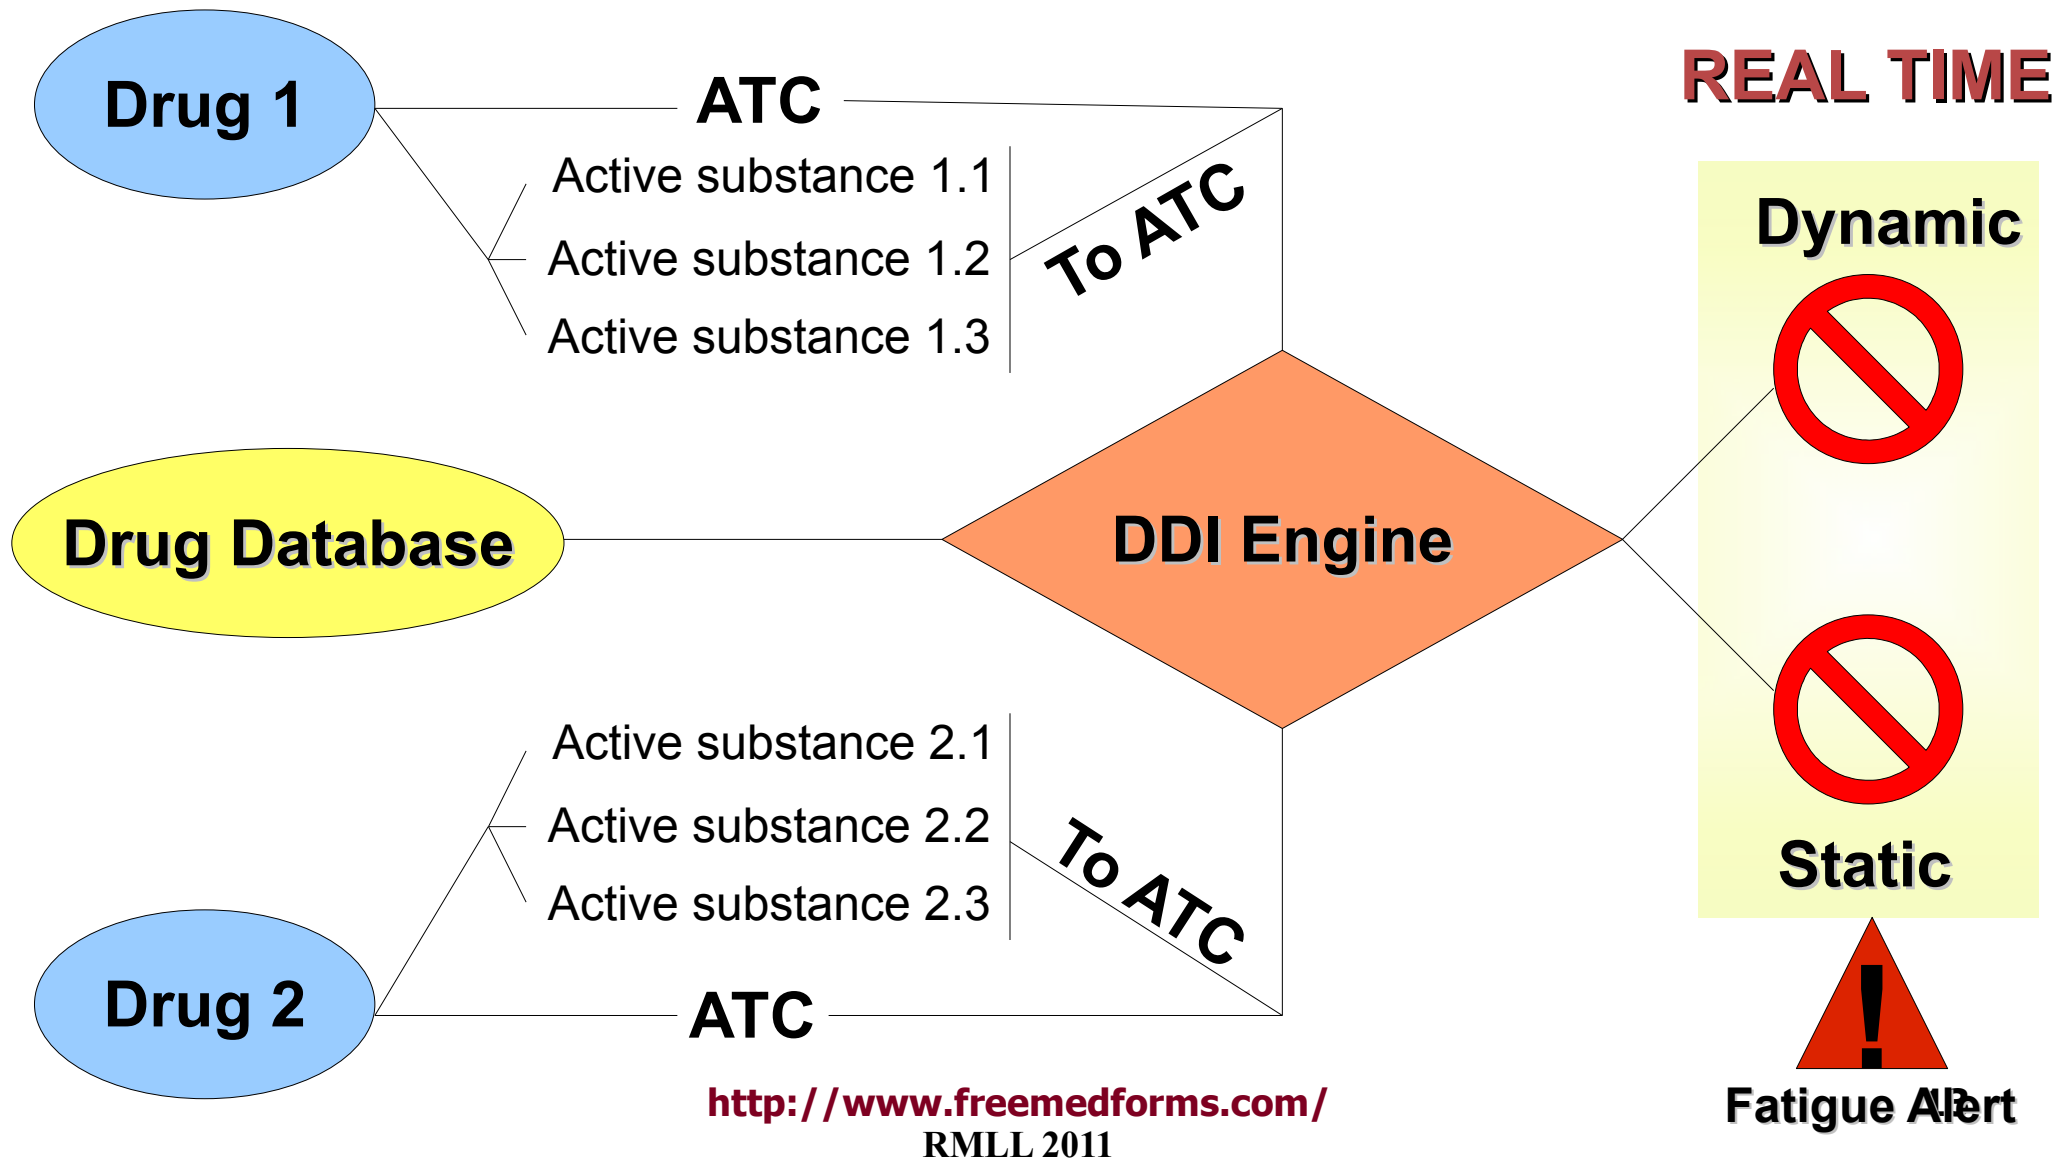 REAL TIME
Drug 1
ATC
Active substance 1.1
Active substance 1.2
Active substance 1.3
To ATC
Dynamic
Drug Database
DDI Engine
Active substance 2.1
Active substance 2.2
Active substance 2.3
To ATC
Static
Drug 2
ATC
!
Fatigue Alert
http://www.freemedforms.com/
RMLL 2011